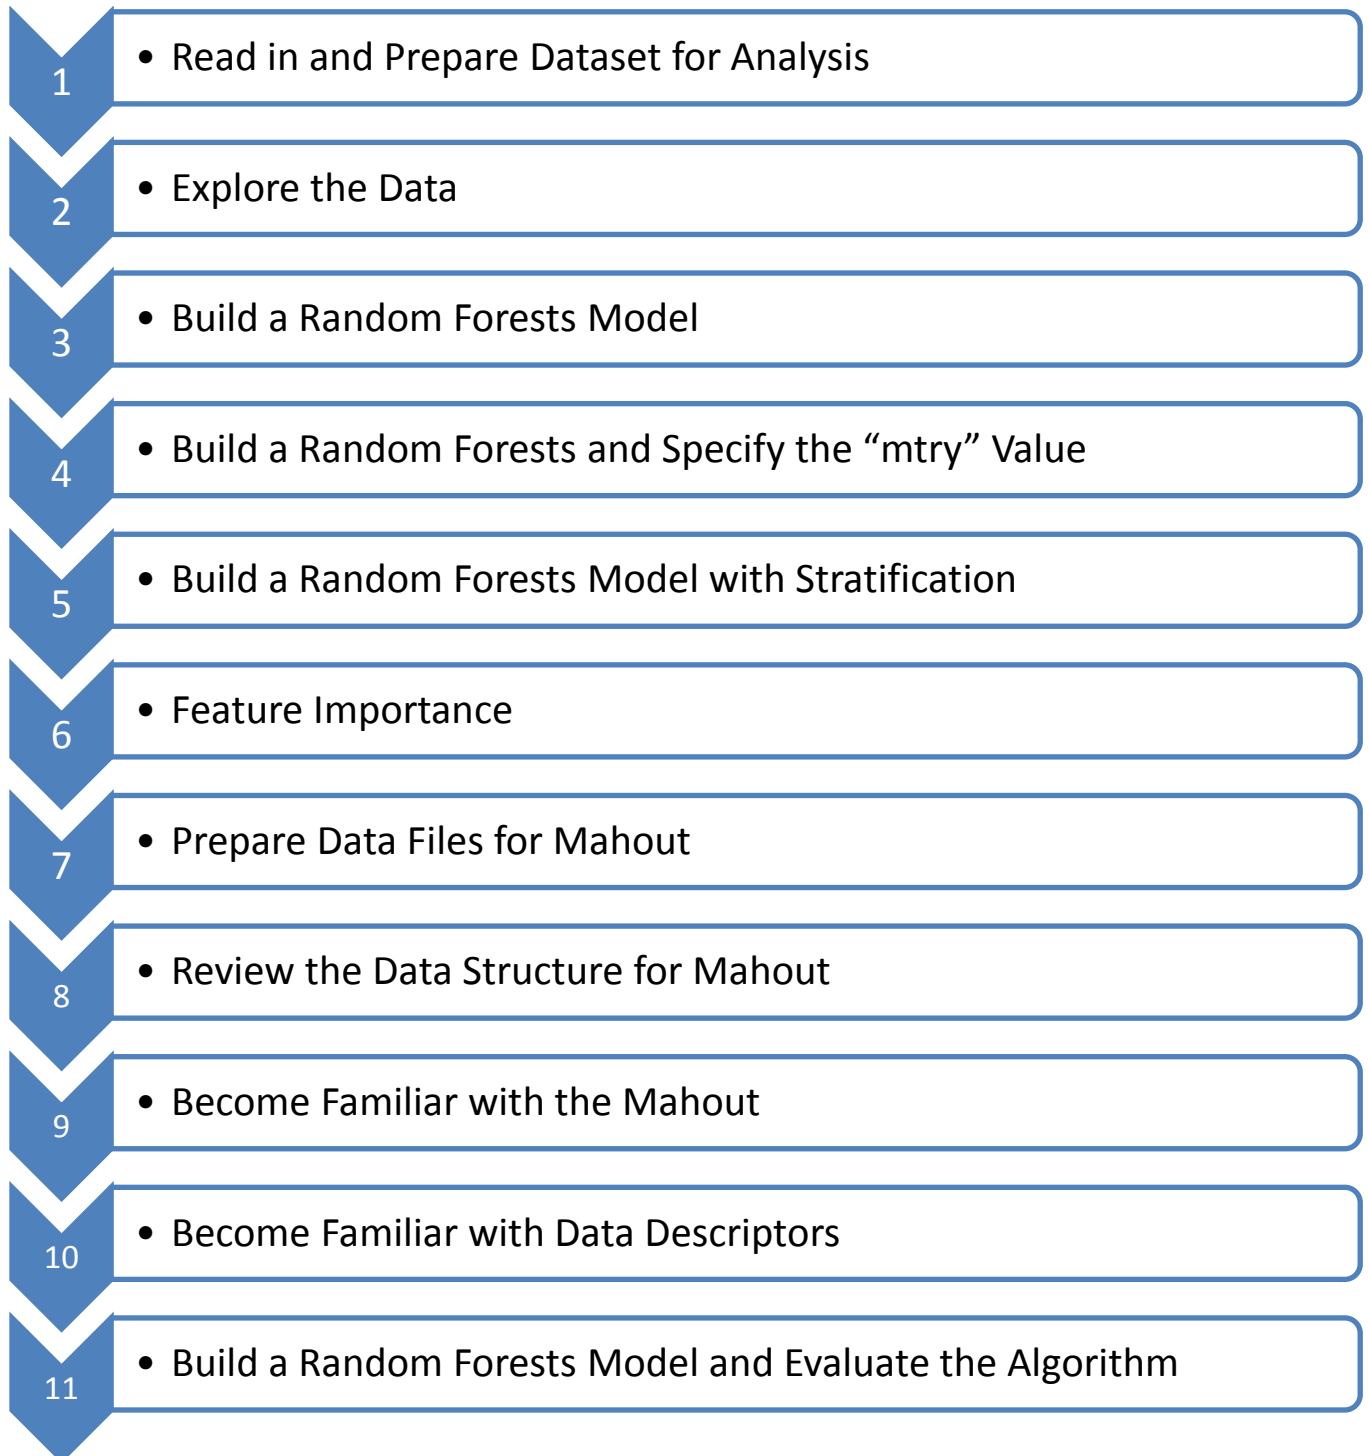 1 • Read in and Prepare Dataset for Analysis
2 • Explore the Data
3 • Build a Random Forests Model
4 • Build a Random Forests and Specify the “mtry” Value
5 • Build a Random Forests Model with Stratification
6 • Feature Importance
7 • Prepare Data Files for Mahout
8 • Review the Data Structure for Mahout
9 • Become Familiar with the Mahout
10 • Become Familiar with Data Descriptors
11 • Build a Random Forests Model and Evaluate the Algorithm